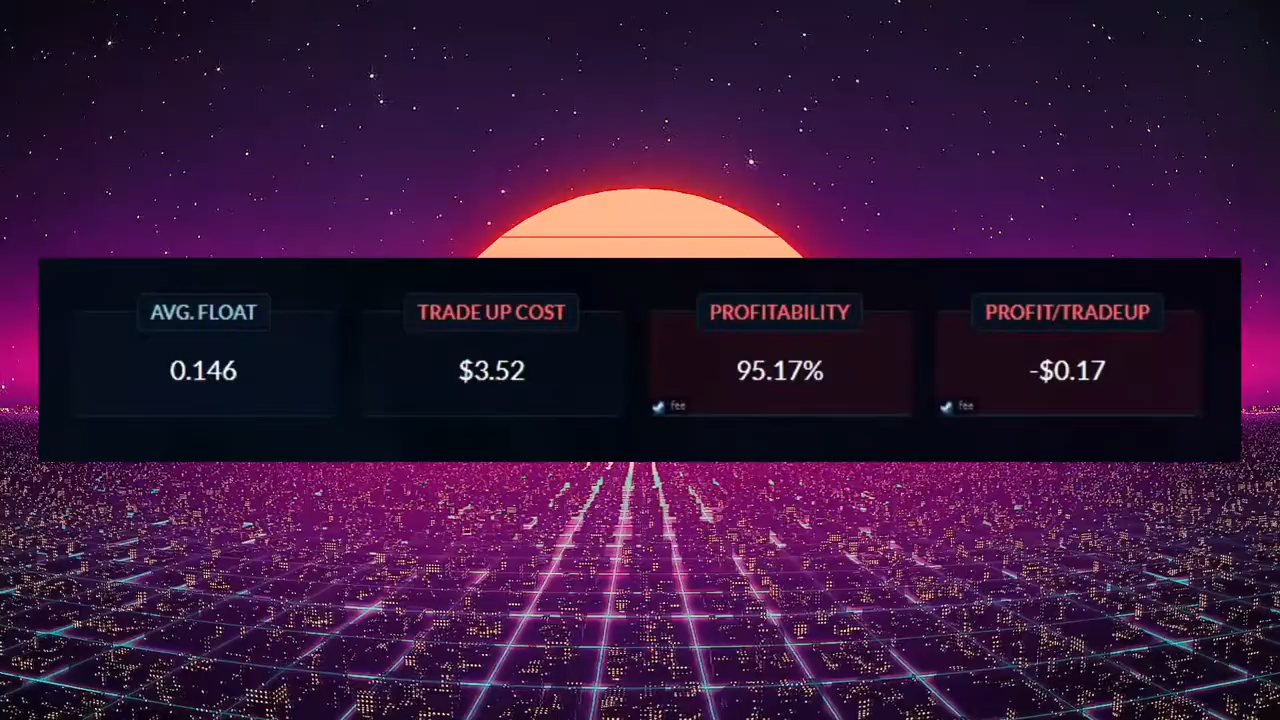 AVG. FLOAT
0.146
TRADE UP COST
$3.52
PROFITABILITY
95.17%
fee
PROFIT/TRADEUP
-$0.17
fee